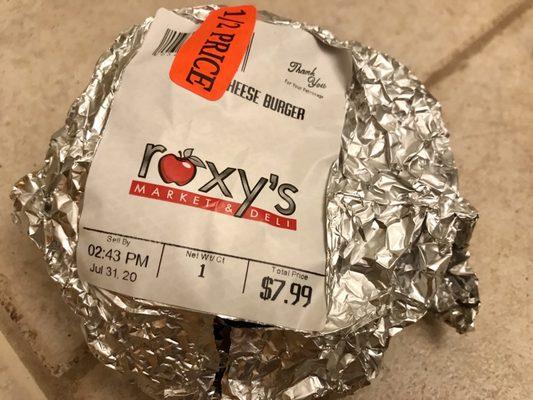 1/2 PRICE
Thank
You
For Your Patronage
HEESE BURGER
roxy's
MARKET & DELI
Sell By
02:43 PM
Jul 31, 20
Net Wt/Ct
1
Total Price
$7.99